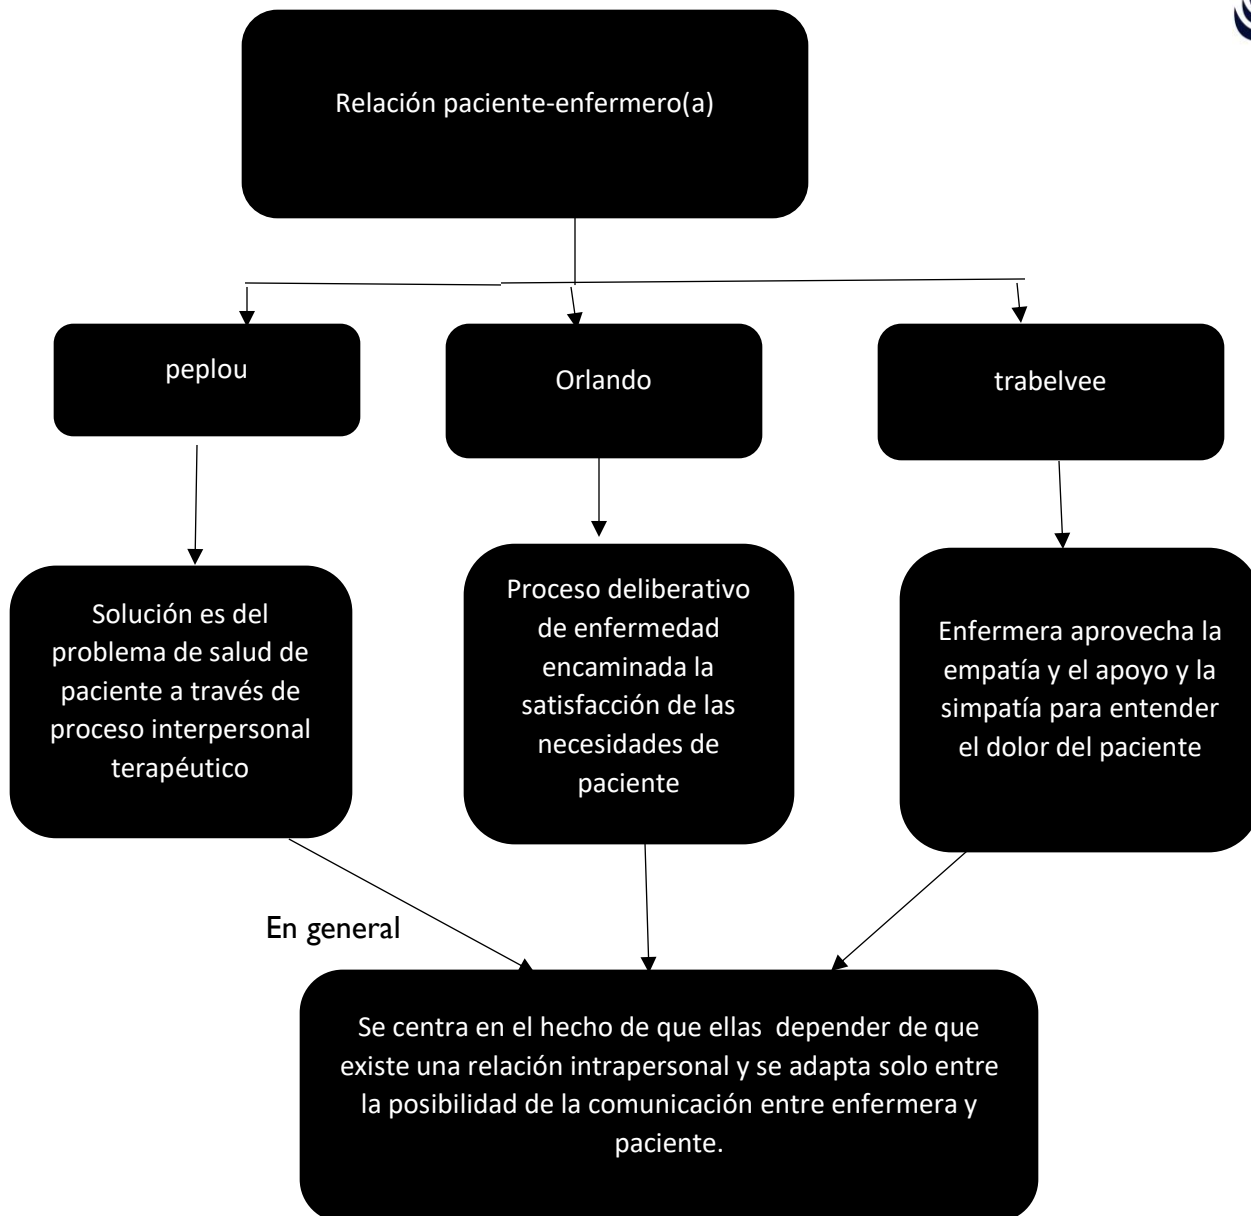 Relación paciente-enfermero(a)
peplou
Orlando
trabelvee
Solución es del
problema de salud de
paciente a través de
proceso interpersonal
terapéutico
Proceso deliberativo
de enfermedad
encaminada la
satisfacción de las
necesidades de
paciente
Enfermera aprovecha la
empatía y el apoyo y la
simpatía para entender
el dolor del paciente
En general
Se centra en el hecho de que ellas depender de que
existe una relación intrapersonal y se adapta solo entre
la posibilidad de la comunicación entre enfermera y
paciente.